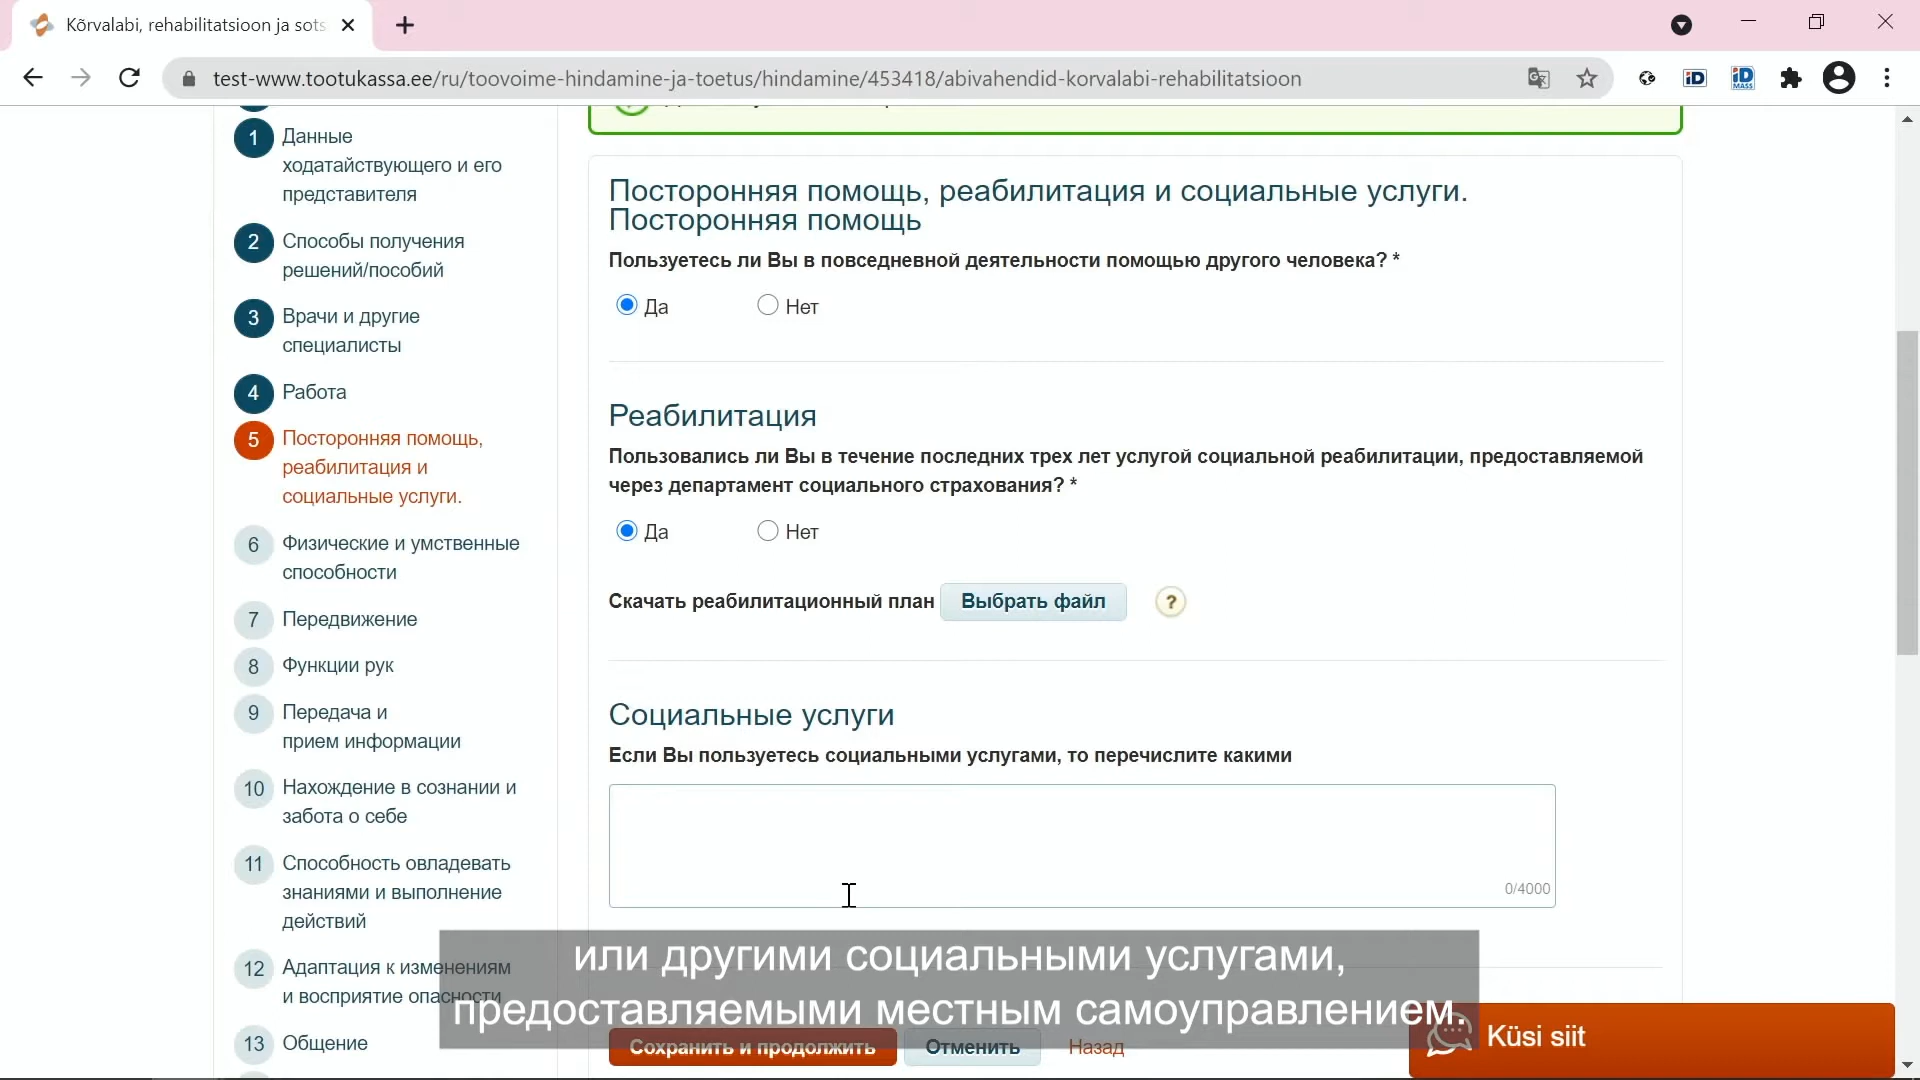 Kõrvalabi, rehabilitatsioon ja sots
test-www.tootukassa.ee/ru/toovoime-hindamine-ja-toetus/hindamine/453418/abivahendid-korvalabi-rehabilitatsioon
1 Данные
ходатайствующего и его
представителя
2 Способы получения
решений/пособий
3 Врачи и другие
специалисты
4 Работа
5 Посторонняя помощь,
реабилитация и
социальные услуги.
6 Физические и умственные
способности
7 Передвижение
8 Функции рук
9 Передача и
прием информации
10 Нахождение в сознании и
забота о себе
11 Способность овладевать
знаниями и выполнение
действий
12 Адаптация к изменениям
и восприятие опасности
13 Общение
Посторонняя помощь, реабилитация и социальные услуги.
Посторонняя помощь
Пользуетесь ли Вы в повседневной деятельности помощью другого человека? *
Да Нет
Реабилитация
Пользовались ли Вы в течение последних трех лет услугой социальной реабилитации, предоставляемой
через департамент социального страхования? *
Да Нет
Скачать реабилитационный план Выбрать файл ?
Социальные услуги
Если Вы пользуетесь социальными услугами, то перечислите какими
0/4000
или другими социальными услугами,
предоставляемыми местным самоуправлением.
Сохранить и продолжить Отменить Назад
Küsi siit